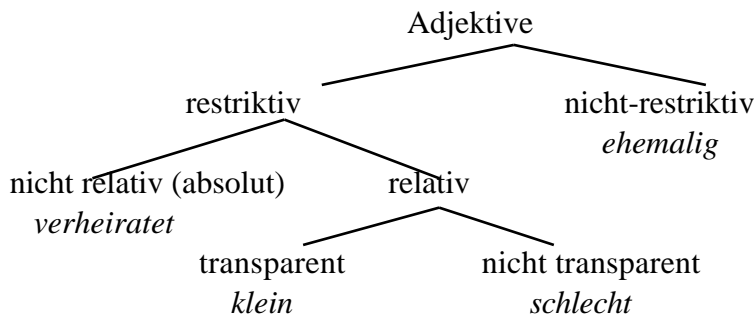 Adjektive
restriktiv nicht-restriktiv
ehemalig
nicht relativ (absolut) relativ
verheiratet
transparent nicht transparent
klein schlecht